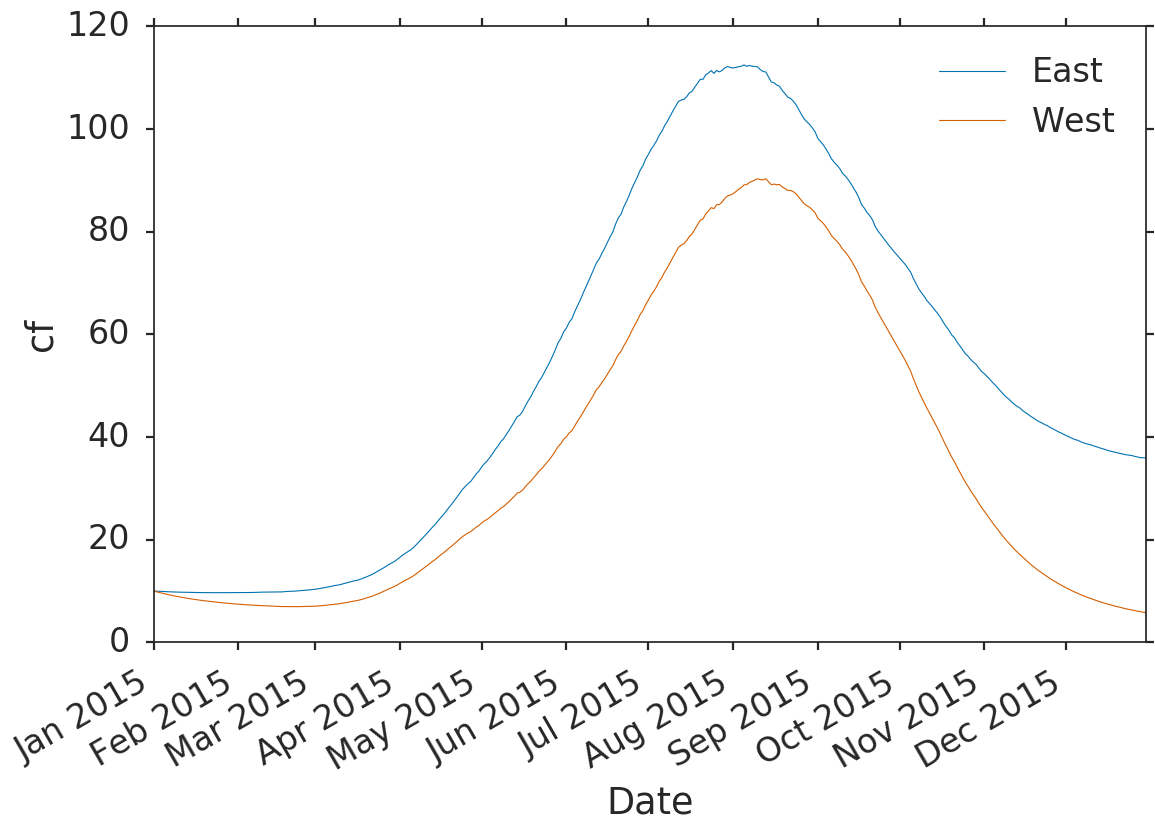 120
100
80
60
40
20
0
cf
East
West
Jan 2015
Feb 2015
Mar 2015
Apr 2015
May 2015
Jun 2015
Jul 2015
Aug 2015
Sep 2015
Oct 2015
Nov 2015
Dec 2015
Date